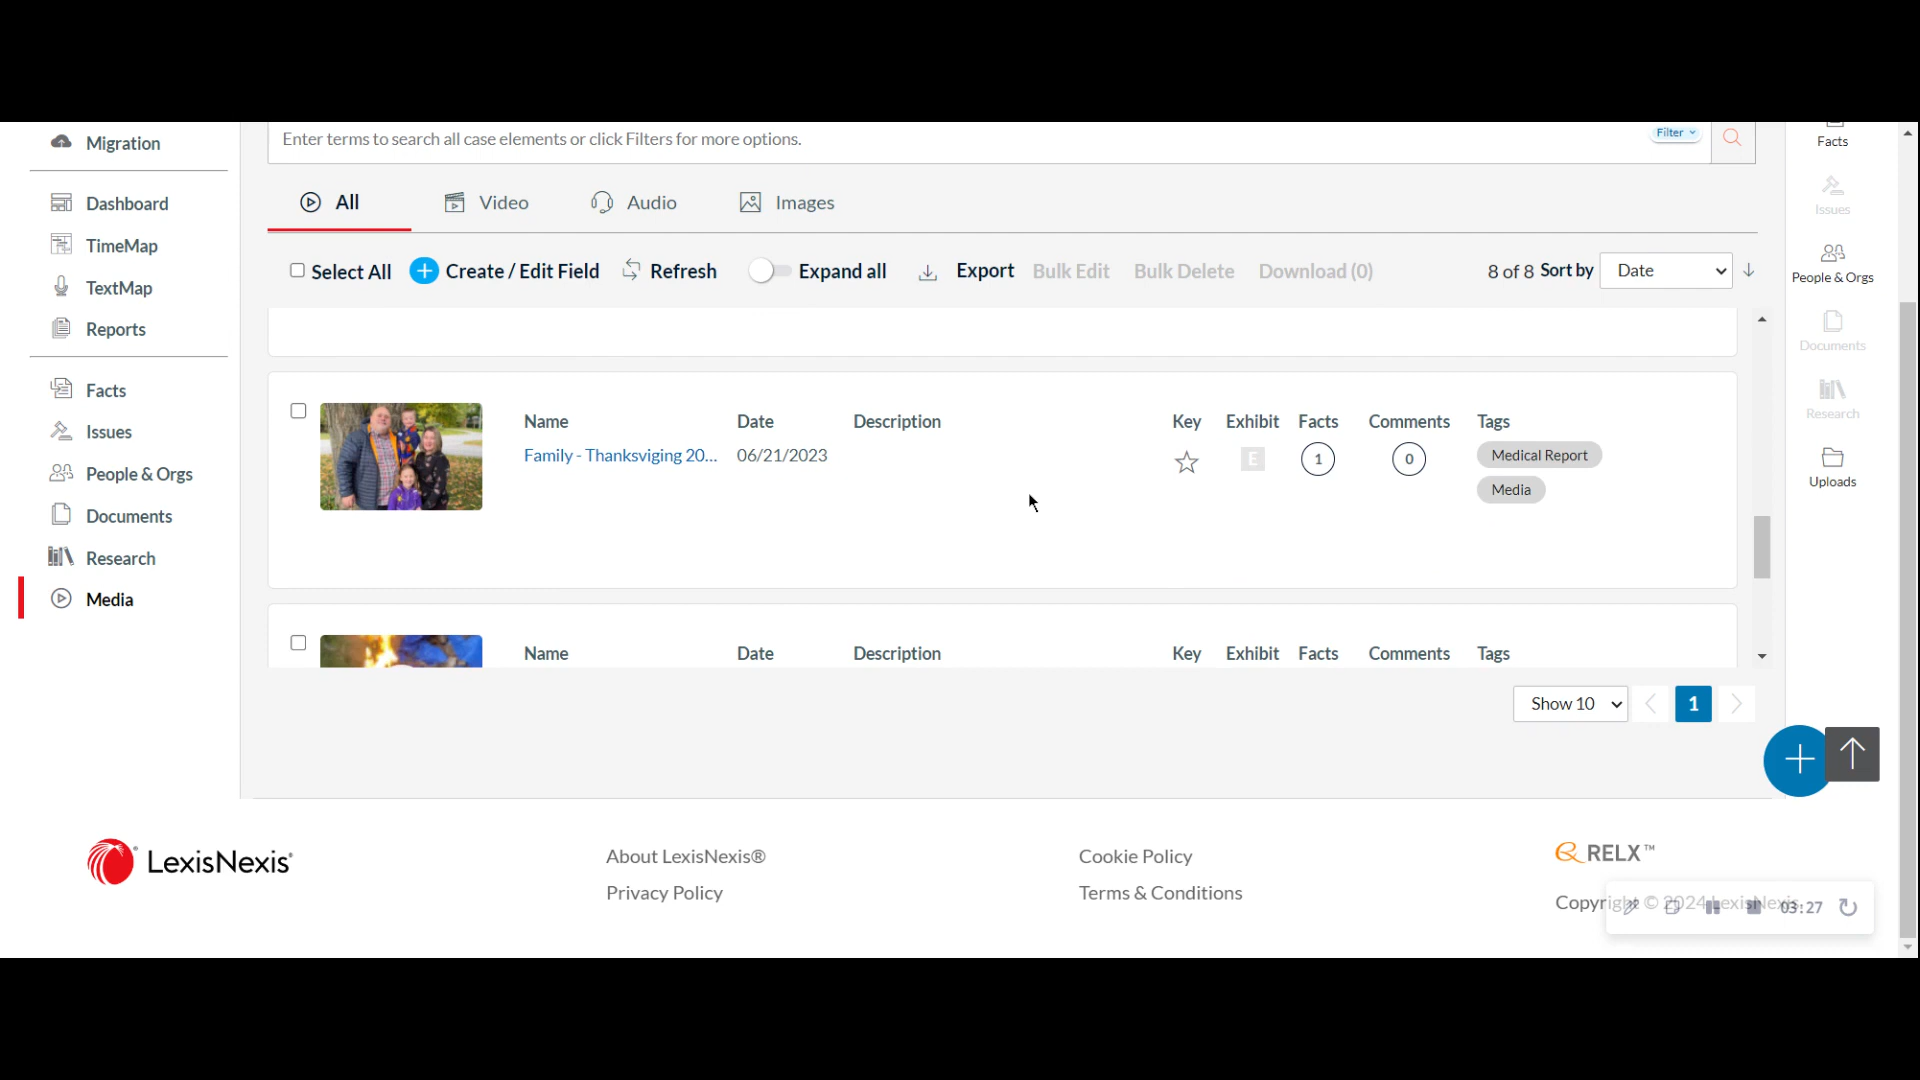 Migration
Enter terms to search all case elements or click Filters for more options.
Filter
Facts
Dashboard
TimeMap
TextMap
Reports
Facts
Issues
People & Orgs
Documents
Research
Media
All
Video
Audio
Images
Select All
Create / Edit Field
Refresh
Expand all
Export
Bulk Edit
Bulk Delete
Download (0)
8 of 8 Sort by
Date
Name
Date
Description
Key
Exhibit
Facts
Comments
Tags
Family - Thanksviging 20...
06/21/2023
E
1
0
Medical Report
Media
Name
Date
Description
Key
Exhibit
Facts
Comments
Tags
Show 10
1
Issues
People & Orgs
Documents
Research
Uploads
LexisNexis®
About LexisNexis®
Privacy Policy
Cookie Policy
Terms & Conditions
RELX™
Copyright © 2024 LexisNexis.
03:27